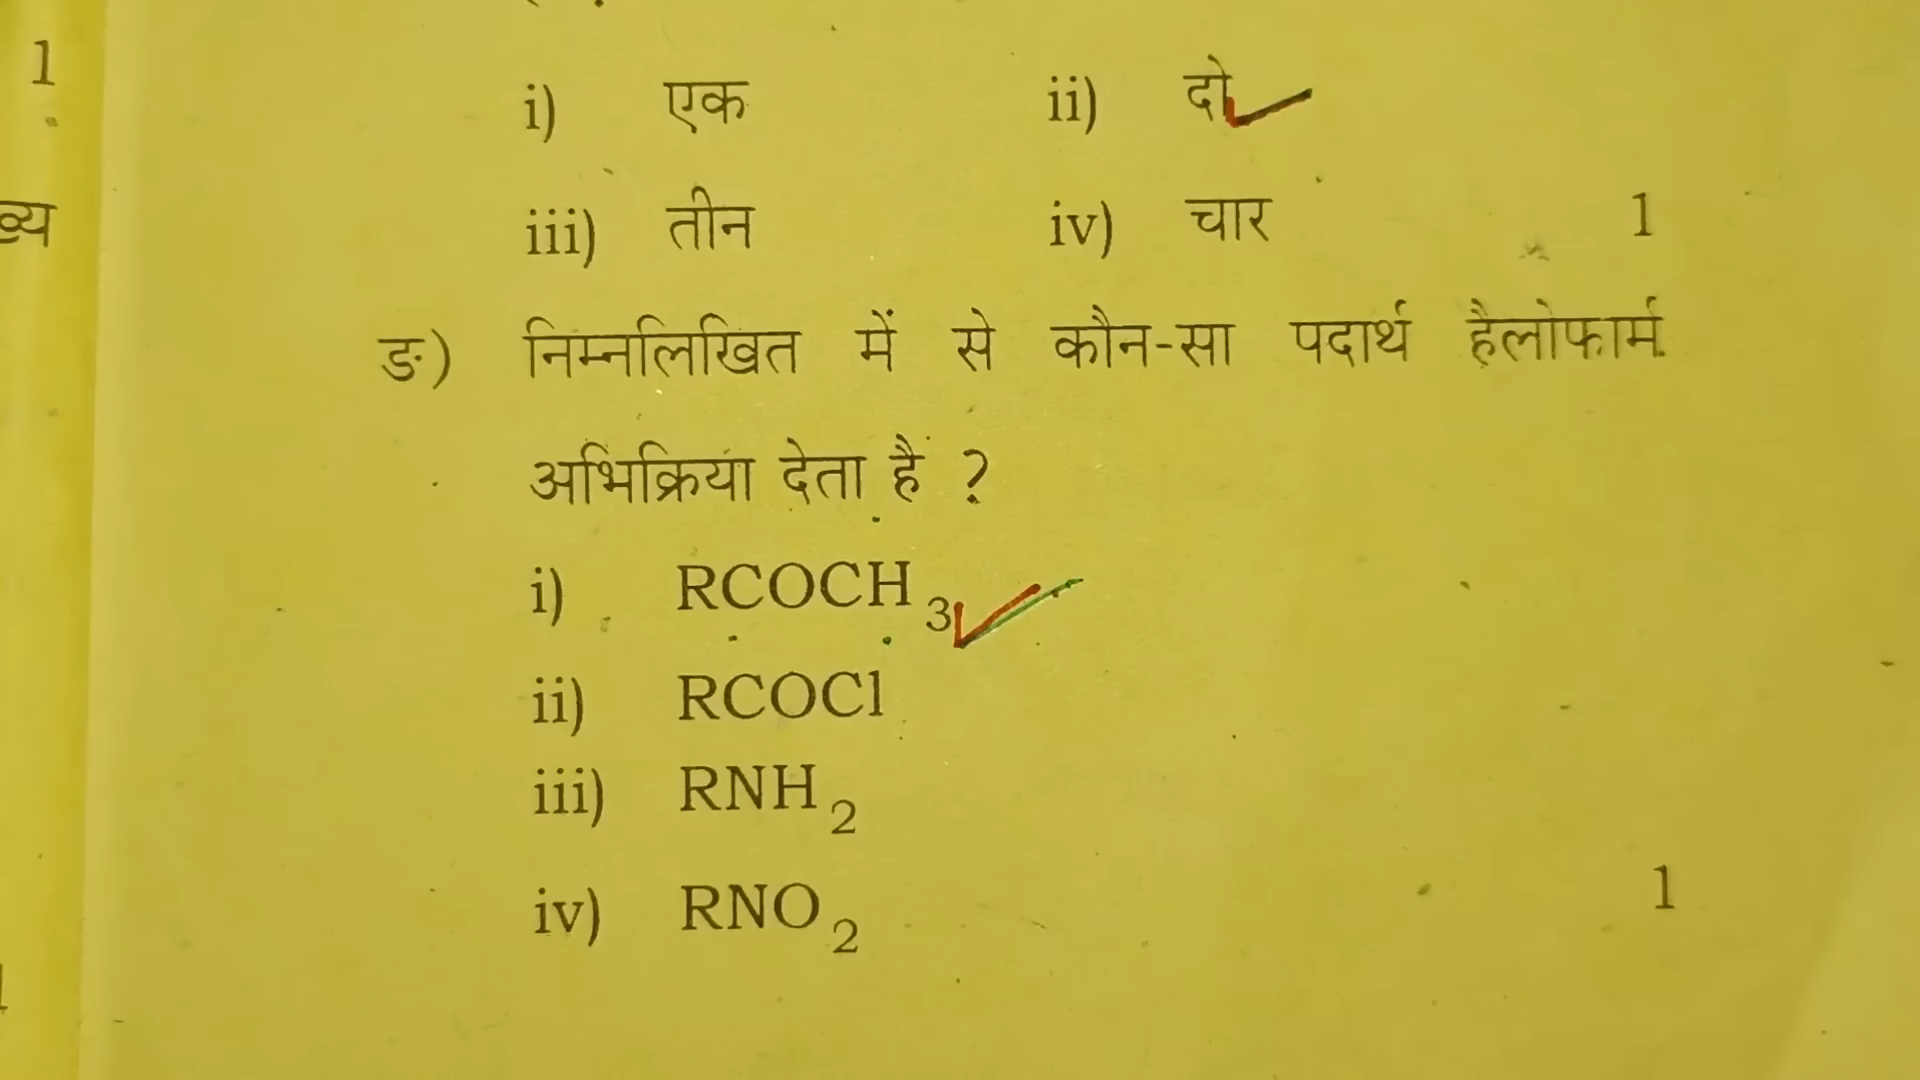 1
i) एक ii) दो
iii) तीन iv) चार 1
व्य
ङ) निम्नलिखित में से कौन-सा पदार्थ हैलोफार्म
अभिक्रिया देता है ?
i) RCOCH3
ii) RCOCl
iii) RNH2
iv) RNO2 1